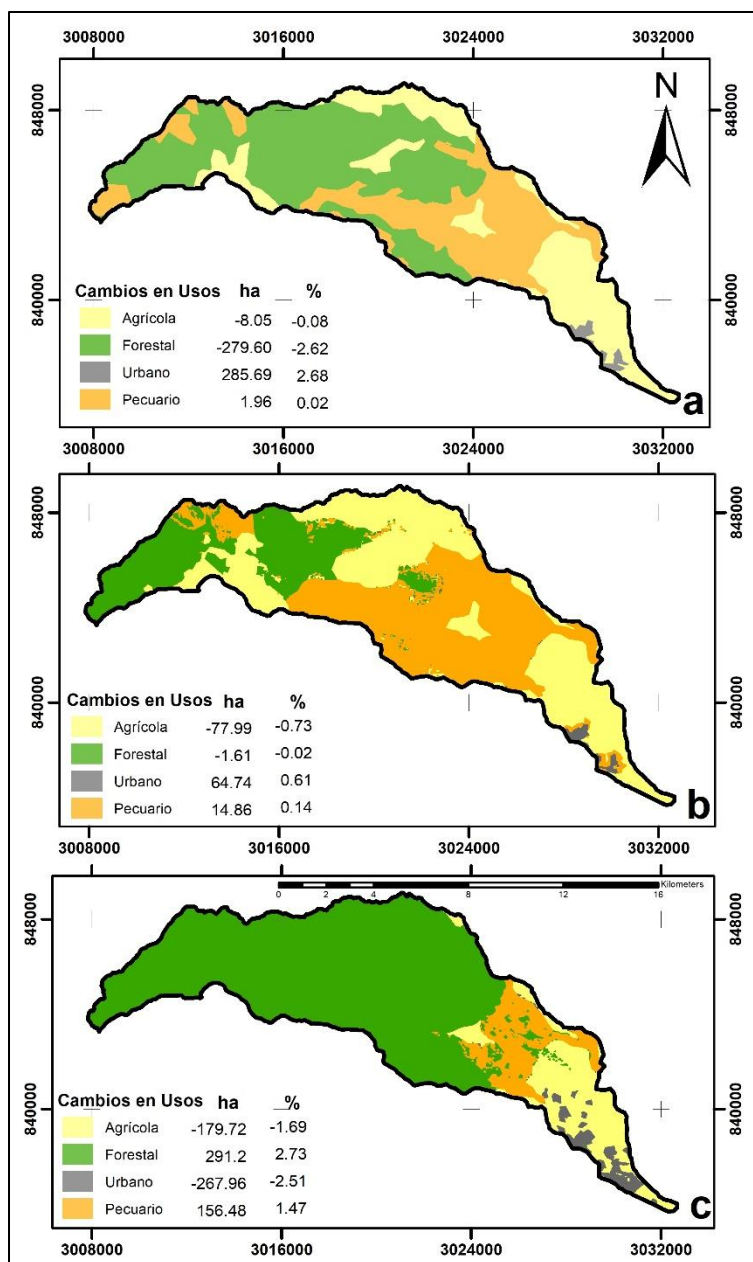 3008000 3016000 3024000 3032000
848000
N
840000
Cambios en Usos ha %
Agrícola -8.05 -0.08
Forestal -279.60 -2.62
Urbano 285.69 2.68
Pecuario 1.96 0.02
a
3008000 3016000 3024000 3032000
848000 848000
840000
Cambios en Usos ha %
Agrícola -77.99 -0.73
Forestal -1.61 -0.02
Urbano 64.74 0.61
Pecuario 14.86 0.14
840000
b
3008000 3016000 3024000 3032000
Kilometers
0 2 4 8 12 16
848000 848000
840000 840000
Cambios en Usos ha %
Agrícola -179.72 -1.69
Forestal 291.2 2.73
Urbano -267.96 -2.51
Pecuario 156.48 1.47
c
3008000 3016000 3024000 3032000